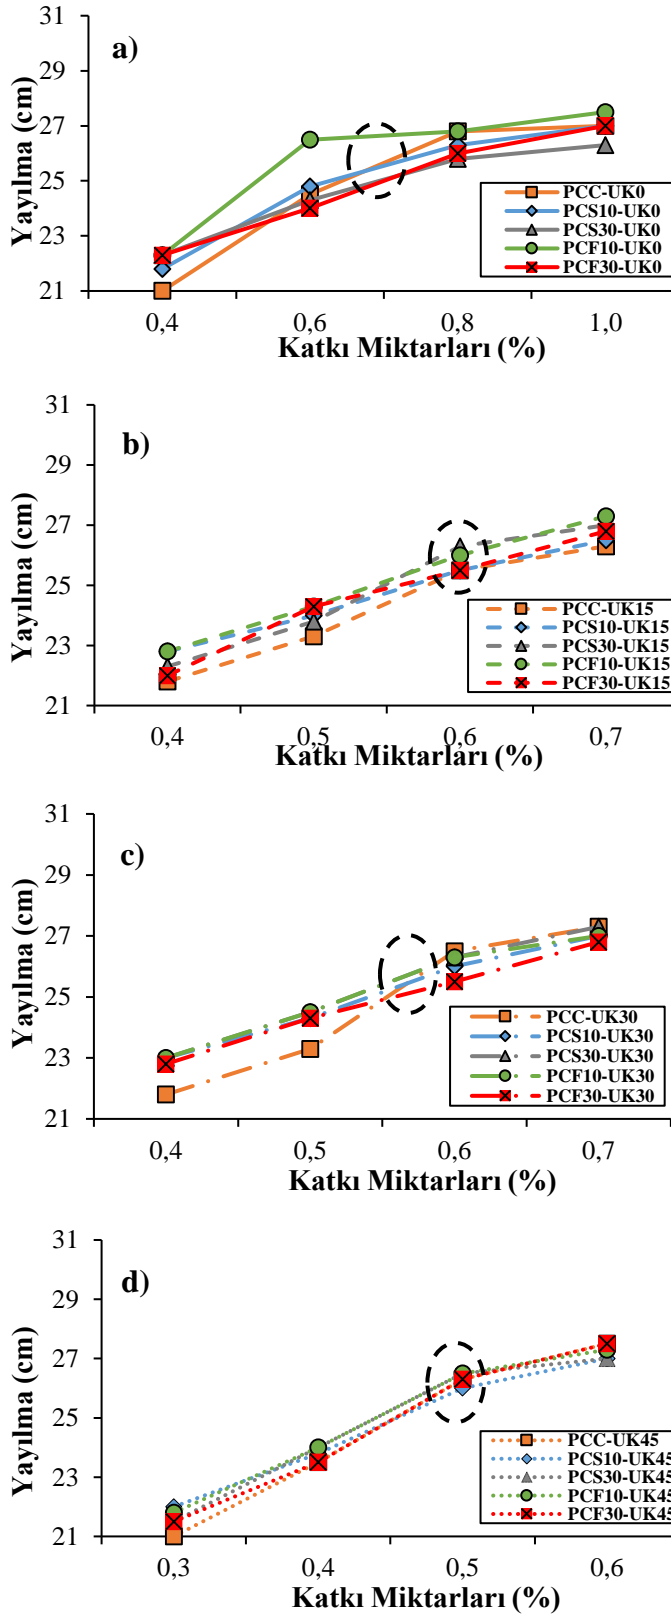 31
a)
29
27
25
23
21
Yayılma (cm)
PCC-UK0
PCS10-UK0
PCS30-UK0
PCF10-UK0
PCF30-UK0
0,4 0,6 0,8 1,0
Katkı Miktarları (%)
31
b)
29
27
25
23
21
Yayılma (cm)
PCC-UK15
PCS10-UK15
PCS30-UK15
PCF10-UK15
PCF30-UK15
0,4 0,5 0,6 0,7
Katkı Miktarları (%)
31
c)
29
27
25
23
21
Yayılma (cm)
PCC-UK30
PCS10-UK30
PCS30-UK30
PCF10-UK30
PCF30-UK30
0,4 0,5 0,6 0,7
Katkı Miktarları (%)
31
d)
29
27
25
23
21
Yayılma (cm)
PCC-UK45
PCS10-UK45
PCS30-UK45
PCF10-UK45
PCF30-UK45
0,3 0,4 0,5 0,6
Katkı Miktarları (%)